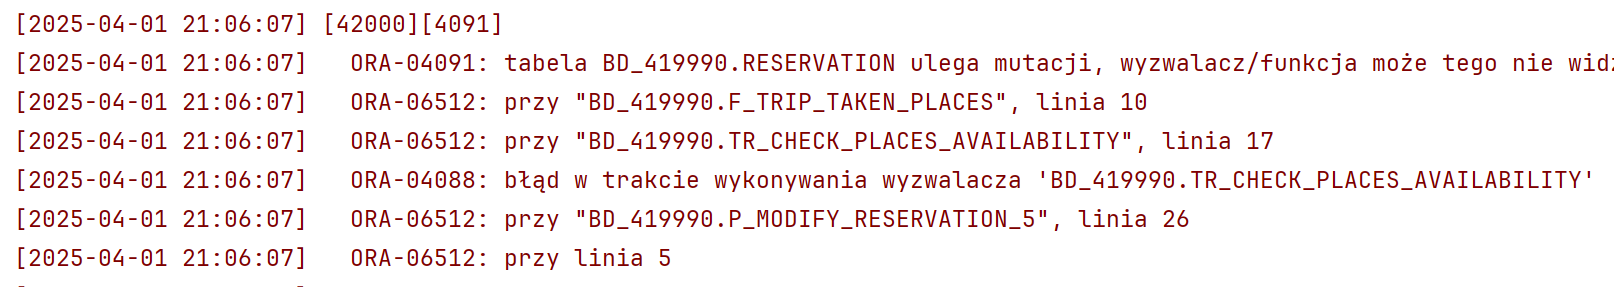 [2025-04-01 21:06:07] [42000][4091]
[2025-04-01 21:06:07] ORA-04091: tabela BD_419990.RESERVATION ulega mutacji, wyzwalacz/funkcja może tego nie
[2025-04-01 21:06:07] ORA-06512: przy "BD_419990.F_TRIP_TAKEN_PLACES", linia 10
[2025-04-01 21:06:07] ORA-06512: przy "BD_419990.TR_CHECK_PLACES_AVAILABILITY", linia 17
[2025-04-01 21:06:07] ORA-04088: błąd w trakcie wykonywania wyzwalacza 'BD_419990.TR_CHECK_PLACES_AVAILABILITY'
[2025-04-01 21:06:07] ORA-06512: przy "BD_419990.P_MODIFY_RESERVATION_5", linia 26
[2025-04-01 21:06:07] ORA-06512: przy linia 5